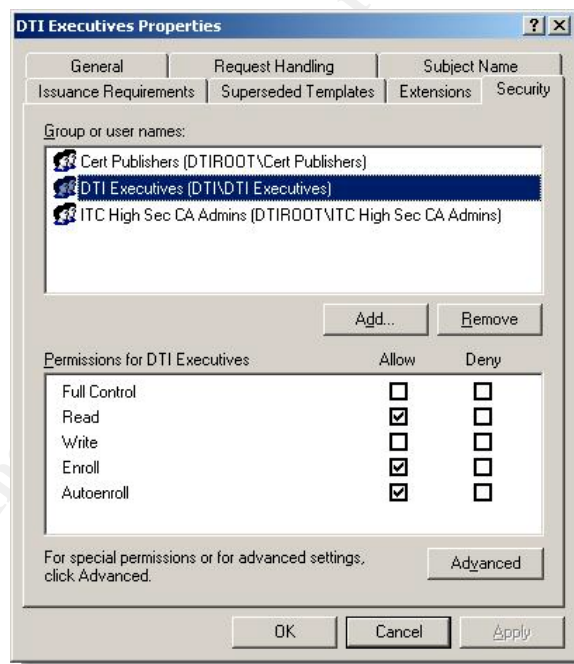 DTI Executives Properties
General Request Handling Subject Name
Issuance Requirements Superseded Templates Extensions Security
Group or user names:
Cert Publishers (DTIROOT\Cert Publishers)
DTI Executives (DTI\DTI Executives)
ITC High Sec CA Admins (DTIROOT\ITC High Sec CA Admins)
Add... Remove
Permissions for DTI Executives Allow Deny
Full Control
Read
Write
Enroll
Autoenroll
For special permissions or for advanced settings,
click Advanced. Advanced
OK Cancel Apply